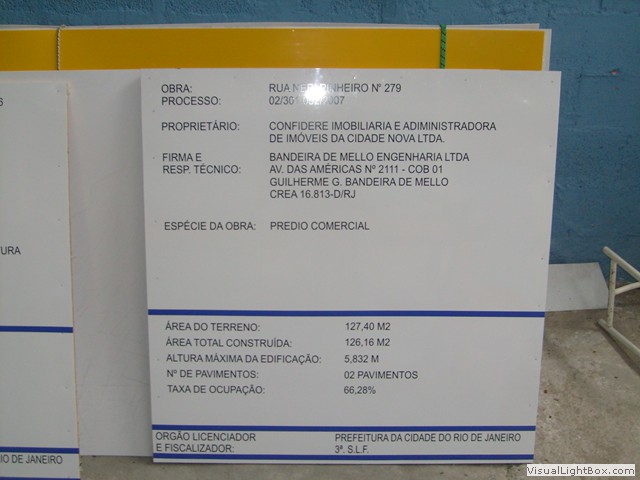 OBRA: RUA PINHEIRO Nº 279
PROCESSO: 02/301 2007
PROPRIETÁRIO: CONFIDERE IMOBILIARIA E ADIMINISTRADORA
DE IMÓVEIS DA CIDADE NOVA LTDA.
FIRMA E BANDEIRA DE MELLO ENGENHARIA LTDA
RESP. TÉCNICO: AV. DAS AMÉRICAS Nº 2111 - COB 01
GUILHERME G. BANDEIRA DE MELLO
CREA 16.813-D/RJ
ESPÉCIE DA OBRA: PREDIO COMERCIAL
ÁREA DO TERRENO: 127,40 M2
ÁREA TOTAL CONSTRUÍDA: 126,16 M2
ALTURA MÁXIMA DA EDIFICAÇÃO: 5,832 M
Nº DE PAVIMENTOS: 02 PAVIMENTOS
TAXA DE OCUPAÇÃO: 66,28%
ORGÃO LICENCIADOR PREFEITURA DA CIDADE DO RIO DE JANEIRO
E FISCALIZADOR: 3ª. S.L.F.
6
TURA
IO DE JANEIRO
VisualLightBox.com